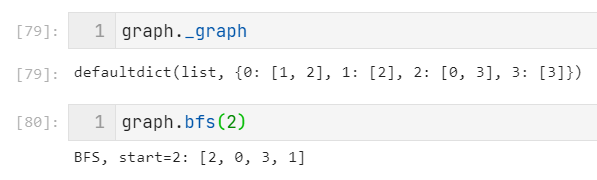 [79]: 1 graph._graph
[79]: defaultdict(list, {0: [1, 2], 1: [2], 2: [0, 3], 3: [3]})
[80]: 1 graph.bfs(2)
BFS, start=2: [2, 0, 3, 1]